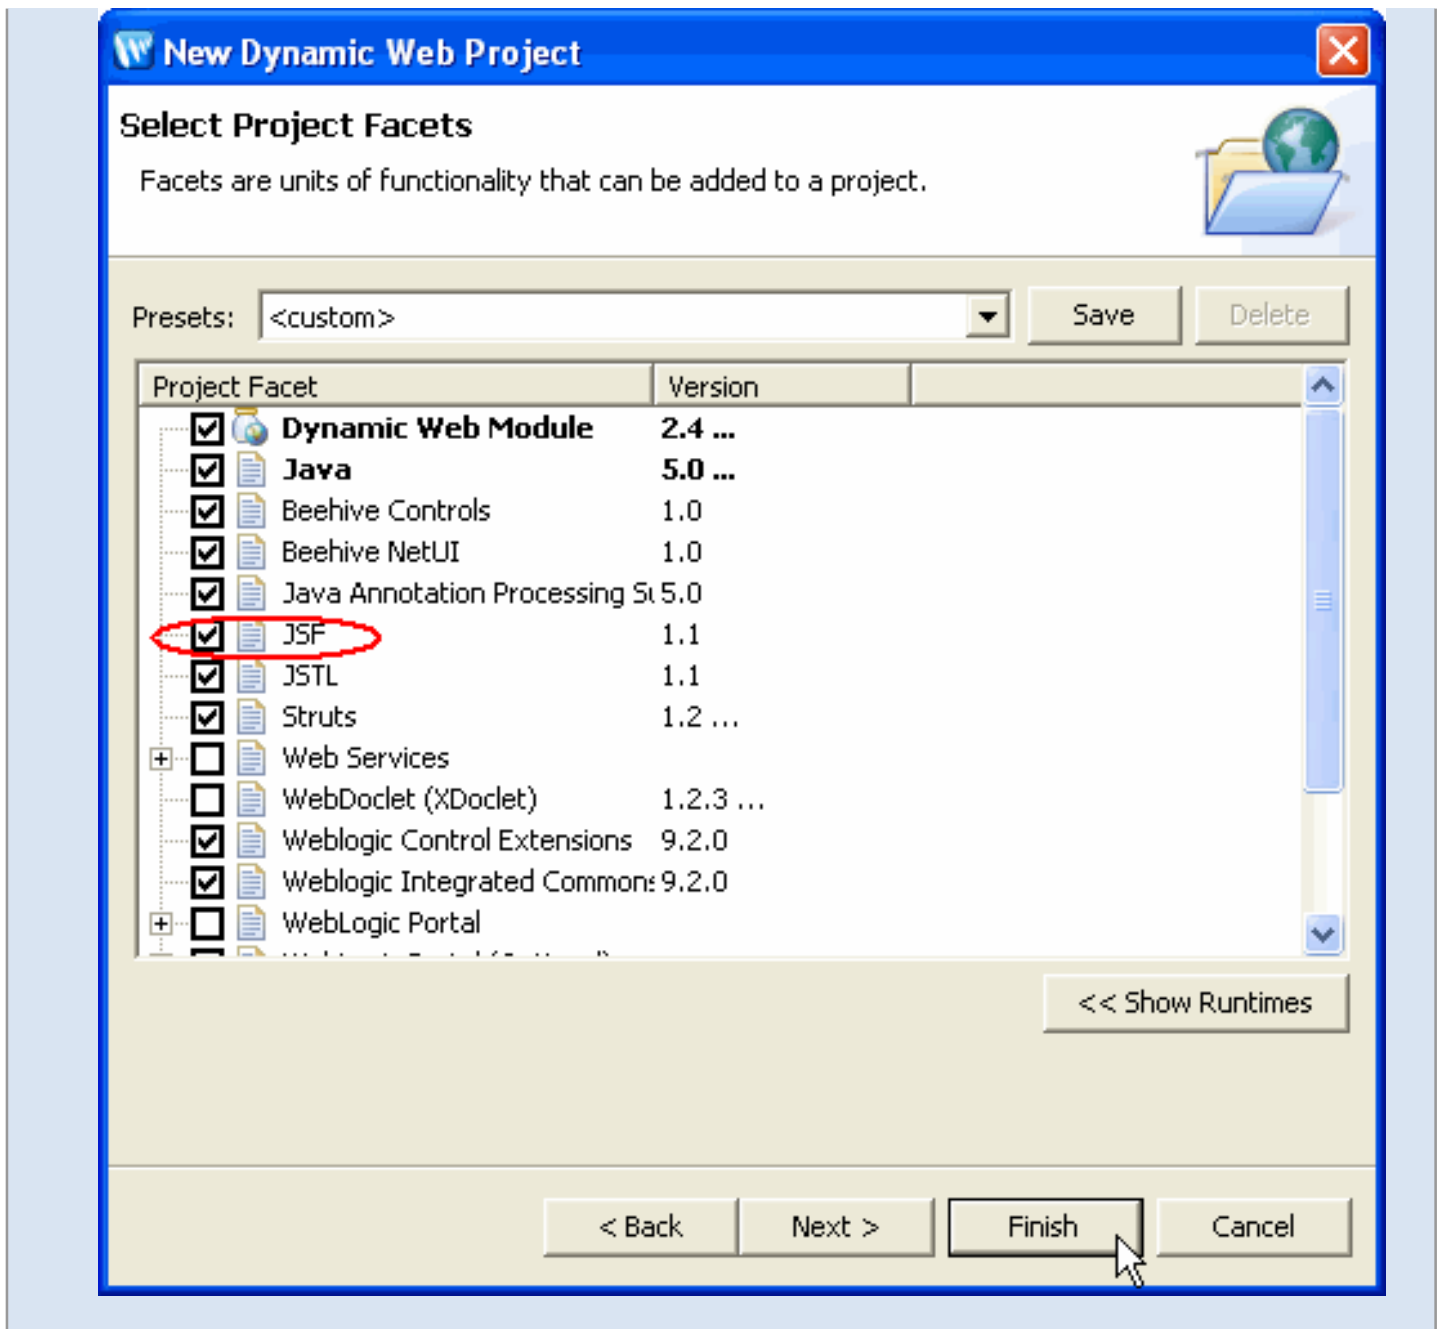 New Dynamic Web Project
Select Project Facets
Facets are units of functionality that can be added to a project.
Presets: <custom> Save Delete
Project Facet Version
Dynamic Web Module 2.4 ...
Java 5.0 ...
Beehive Controls 1.0
Beehive NetUI 1.0
Java Annotation Processing 5.0
JSF 1.1
JSTL 1.1
Struts 1.2 ...
Web Services
WebDoclet (XDoclet) 1.2.3 ...
Weblogic Control Extensions 9.2.0
Weblogic Integrated Common 9.2.0
WebLogic Portal
<< Show Runtimes
< Back Next > Finish Cancel